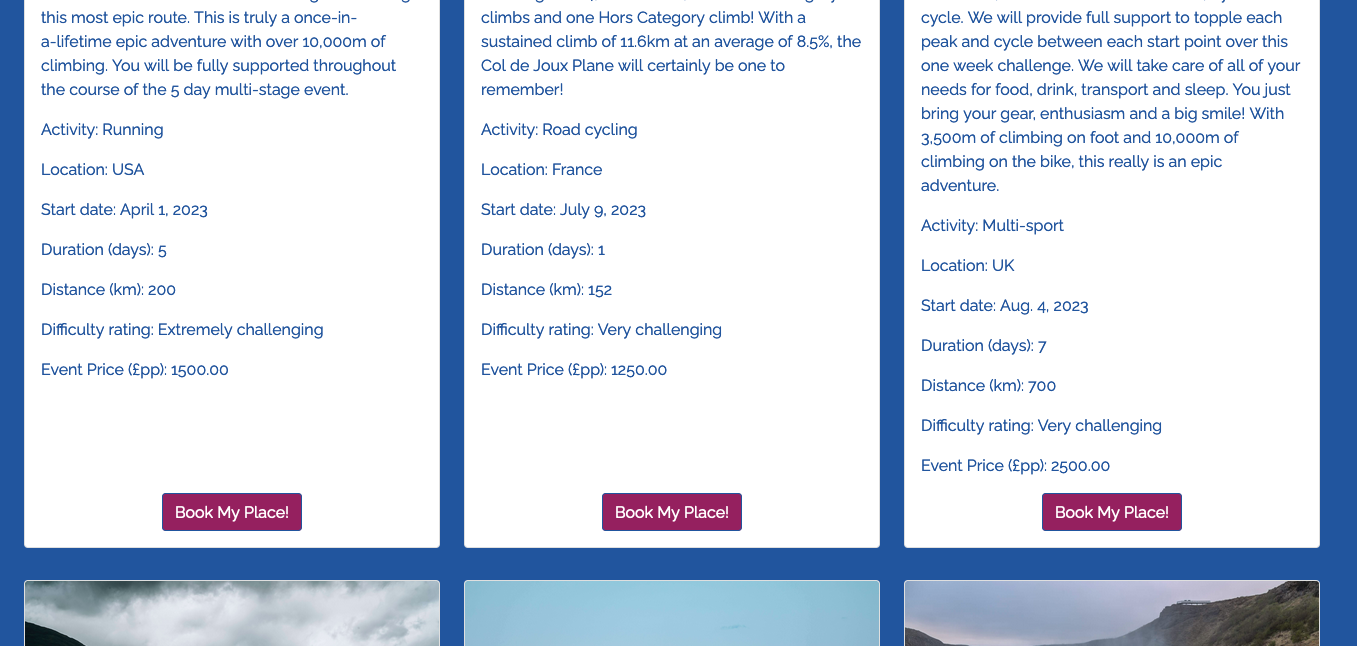 this most epic route. This is truly a once-in-
a-lifetime epic adventure with over 10,000m of
climbing. You will be fully supported throughout
the course of the 5 day multi-stage event.
Activity: Running
Location: USA
Start date: April 1, 2023
Duration (days): 5
Distance (km): 200
Difficulty rating: Extremely challenging
Event Price (£pp): 1500.00
Book My Place!
climbs and one Hors Category climb! With a
sustained climb of 11.6km at an average of 8.5%, the
Col de Joux Plane will certainly be one to
remember!
Activity: Road cycling
Location: France
Start date: July 9, 2023
Duration (days): 1
Distance (km): 152
Difficulty rating: Very challenging
Event Price (£pp): 1250.00
Book My Place!
cycle. We will provide full support to topple each
peak and cycle between each start point over this
one week challenge. We will take care of all of your
needs for food, drink, transport and sleep. You just
bring your gear, enthusiasm and a big smile! With
3,500m of climbing on foot and 10,000m of
climbing on the bike, this really is an epic
adventure.
Activity: Multi-sport
Location: UK
Start date: Aug. 4, 2023
Duration (days): 7
Distance (km): 700
Difficulty rating: Very challenging
Event Price (£pp): 2500.00
Book My Place!